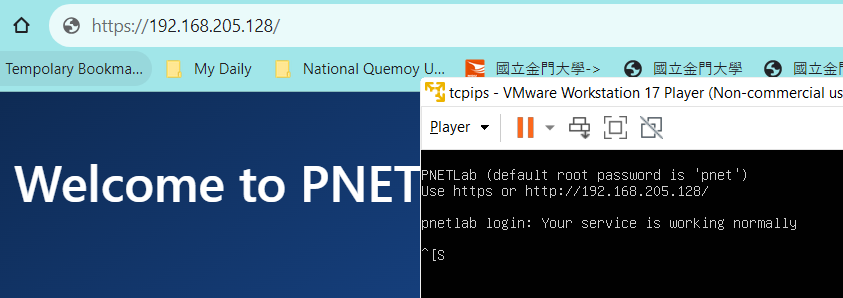 https://192.168.205.128/
Tempolary Bookma...
My Daily
National Quemoy U...
國立金門大學->
國立金門大學
國立金
Welcome to PNET
tcpips - VMware Workstation 17 Player (Non-commercial us
Player
PNETLab (default root password is 'pnet')
Use https or http://192.168.205.128/
pnetlab login: Your service is working normally
^[S